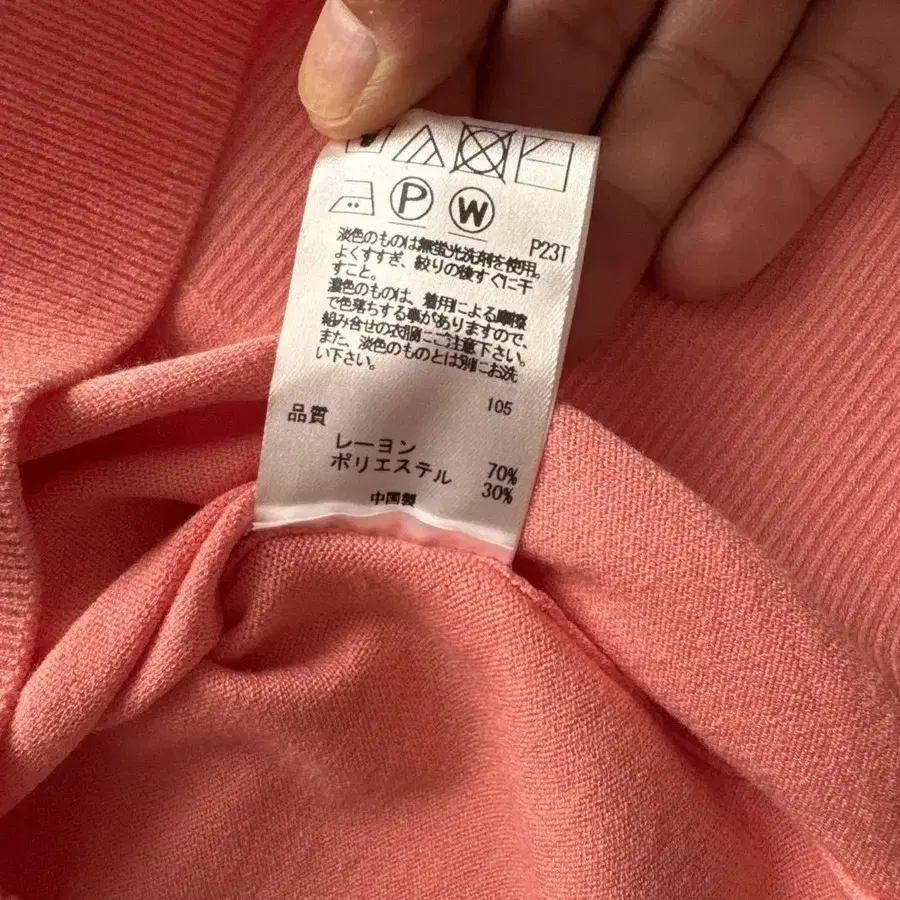 P W
P23T
淡色のものは無蛍光洗剤を使用。
よくすすぎ、絞りの後すぐに干
すこと。
濃色のものは、着用による摩擦
で色落ちする事がありますので、
組み合せの衣服にご注意下さい。
また、淡色のものとは別にお洗
い下さい。
105
品質
レーヨン 70%
ポリエステル 30%
中国製